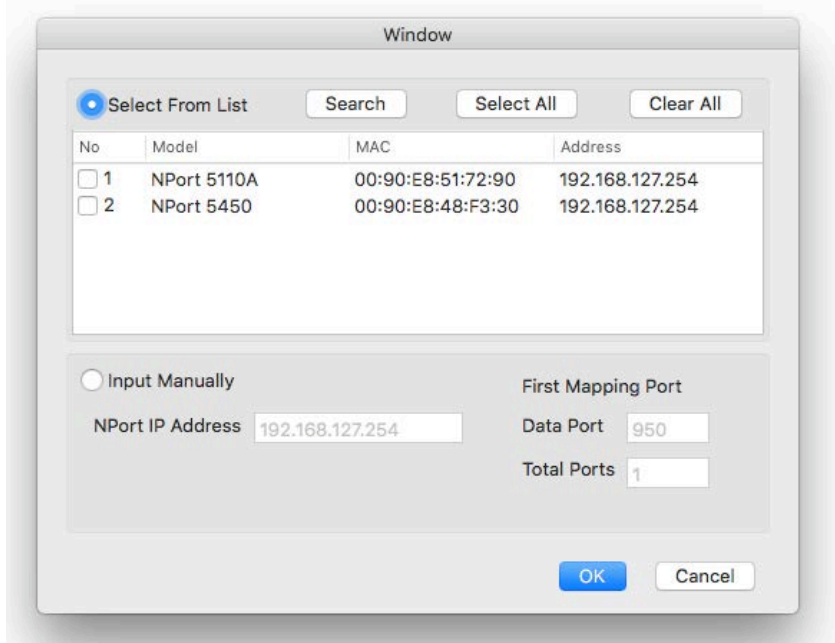 Window
Select From List Search Select All Clear All
No Model MAC Address
1 NPort 5110A 00:90:E8:51:72:90 192.168.127.254
2 NPort 5450 00:90:E8:48:F3:30 192.168.127.254
Input Manually
First Mapping Port
NPort IP Address 192.168.127.254 Data Port 950
Total Ports 1
OK Cancel